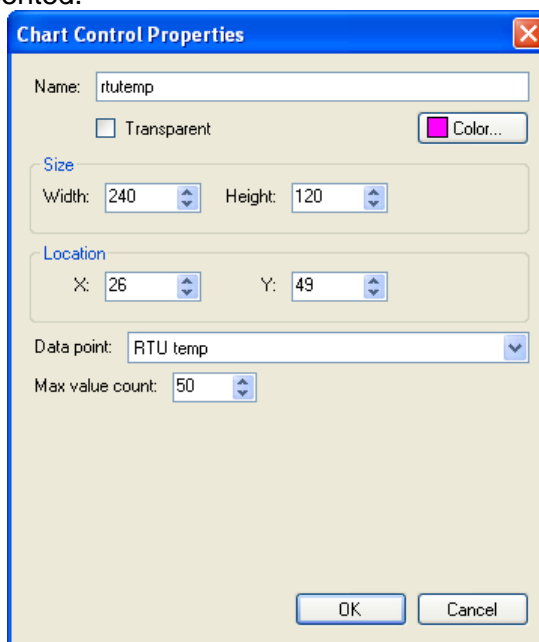 Chart Control Properties
Name: rtutemp
Transparent Color...
Size
Width: 240 Height: 120
Location
X: 26 Y: 49
Data point: RTU temp
Max value count: 50
OK Cancel